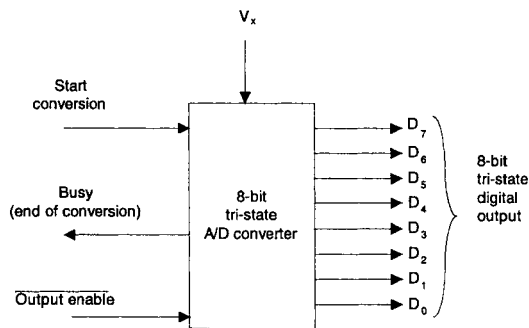 Vx
Start
conversion
Busy
(end of conversion)
Output enable
8-bit
tri-state
A/D converter
D7
D6
D5
D4
D3
D2
D1
D0
8-bit
tri-state
digital
output